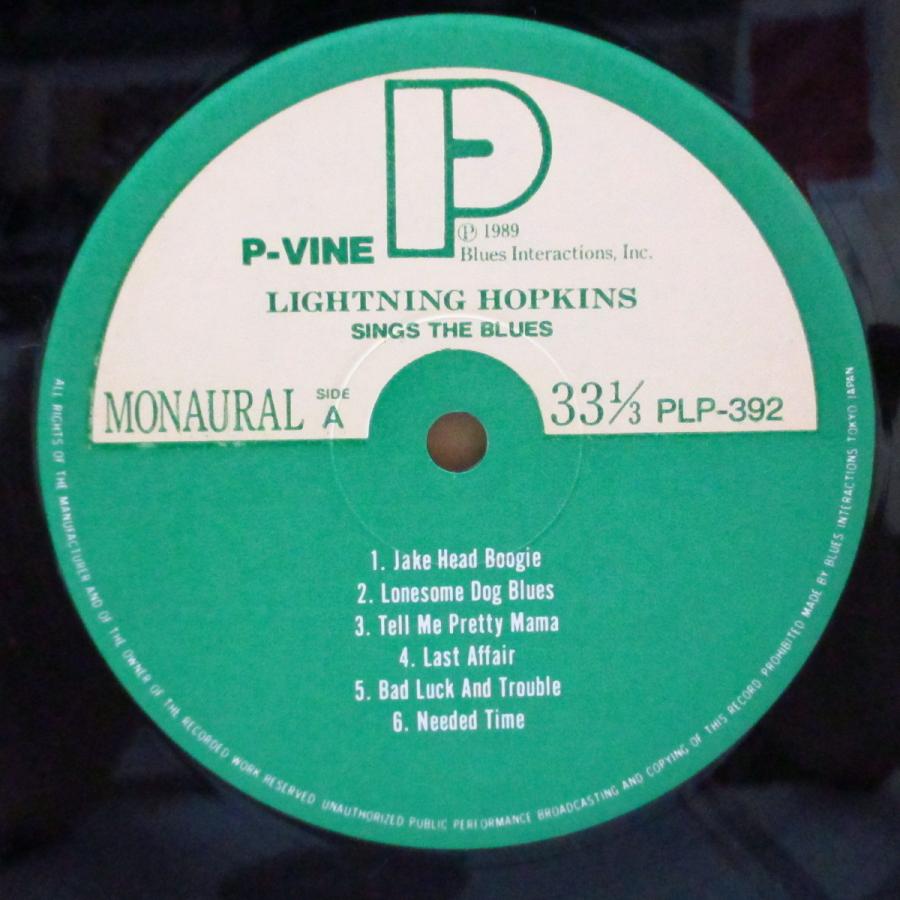 P
P-VINE
Ⓟ 1989
Blues Interactions, Inc.
LIGHTNING HOPKINS
SINGS THE BLUES
MONAURAL SIDE A 33⅓ PLP-392
1. Jake Head Boogie
2. Lonesome Dog Blues
3. Tell Me Pretty Mama
4. Last Affair
5. Bad Luck And Trouble
6. Needed Time
ALL RIGHTS OF THE MANUFACTURER AND OF THE OWNER OF THE RECORDED WORK RESERVED UNAUTHORIZED PUBLIC PERFORMANCE BROADCASTING AND COPYING OF THIS RECORD PROHIBITED MADE BY BLUES INTERACTIONS TOKYO JAPAN